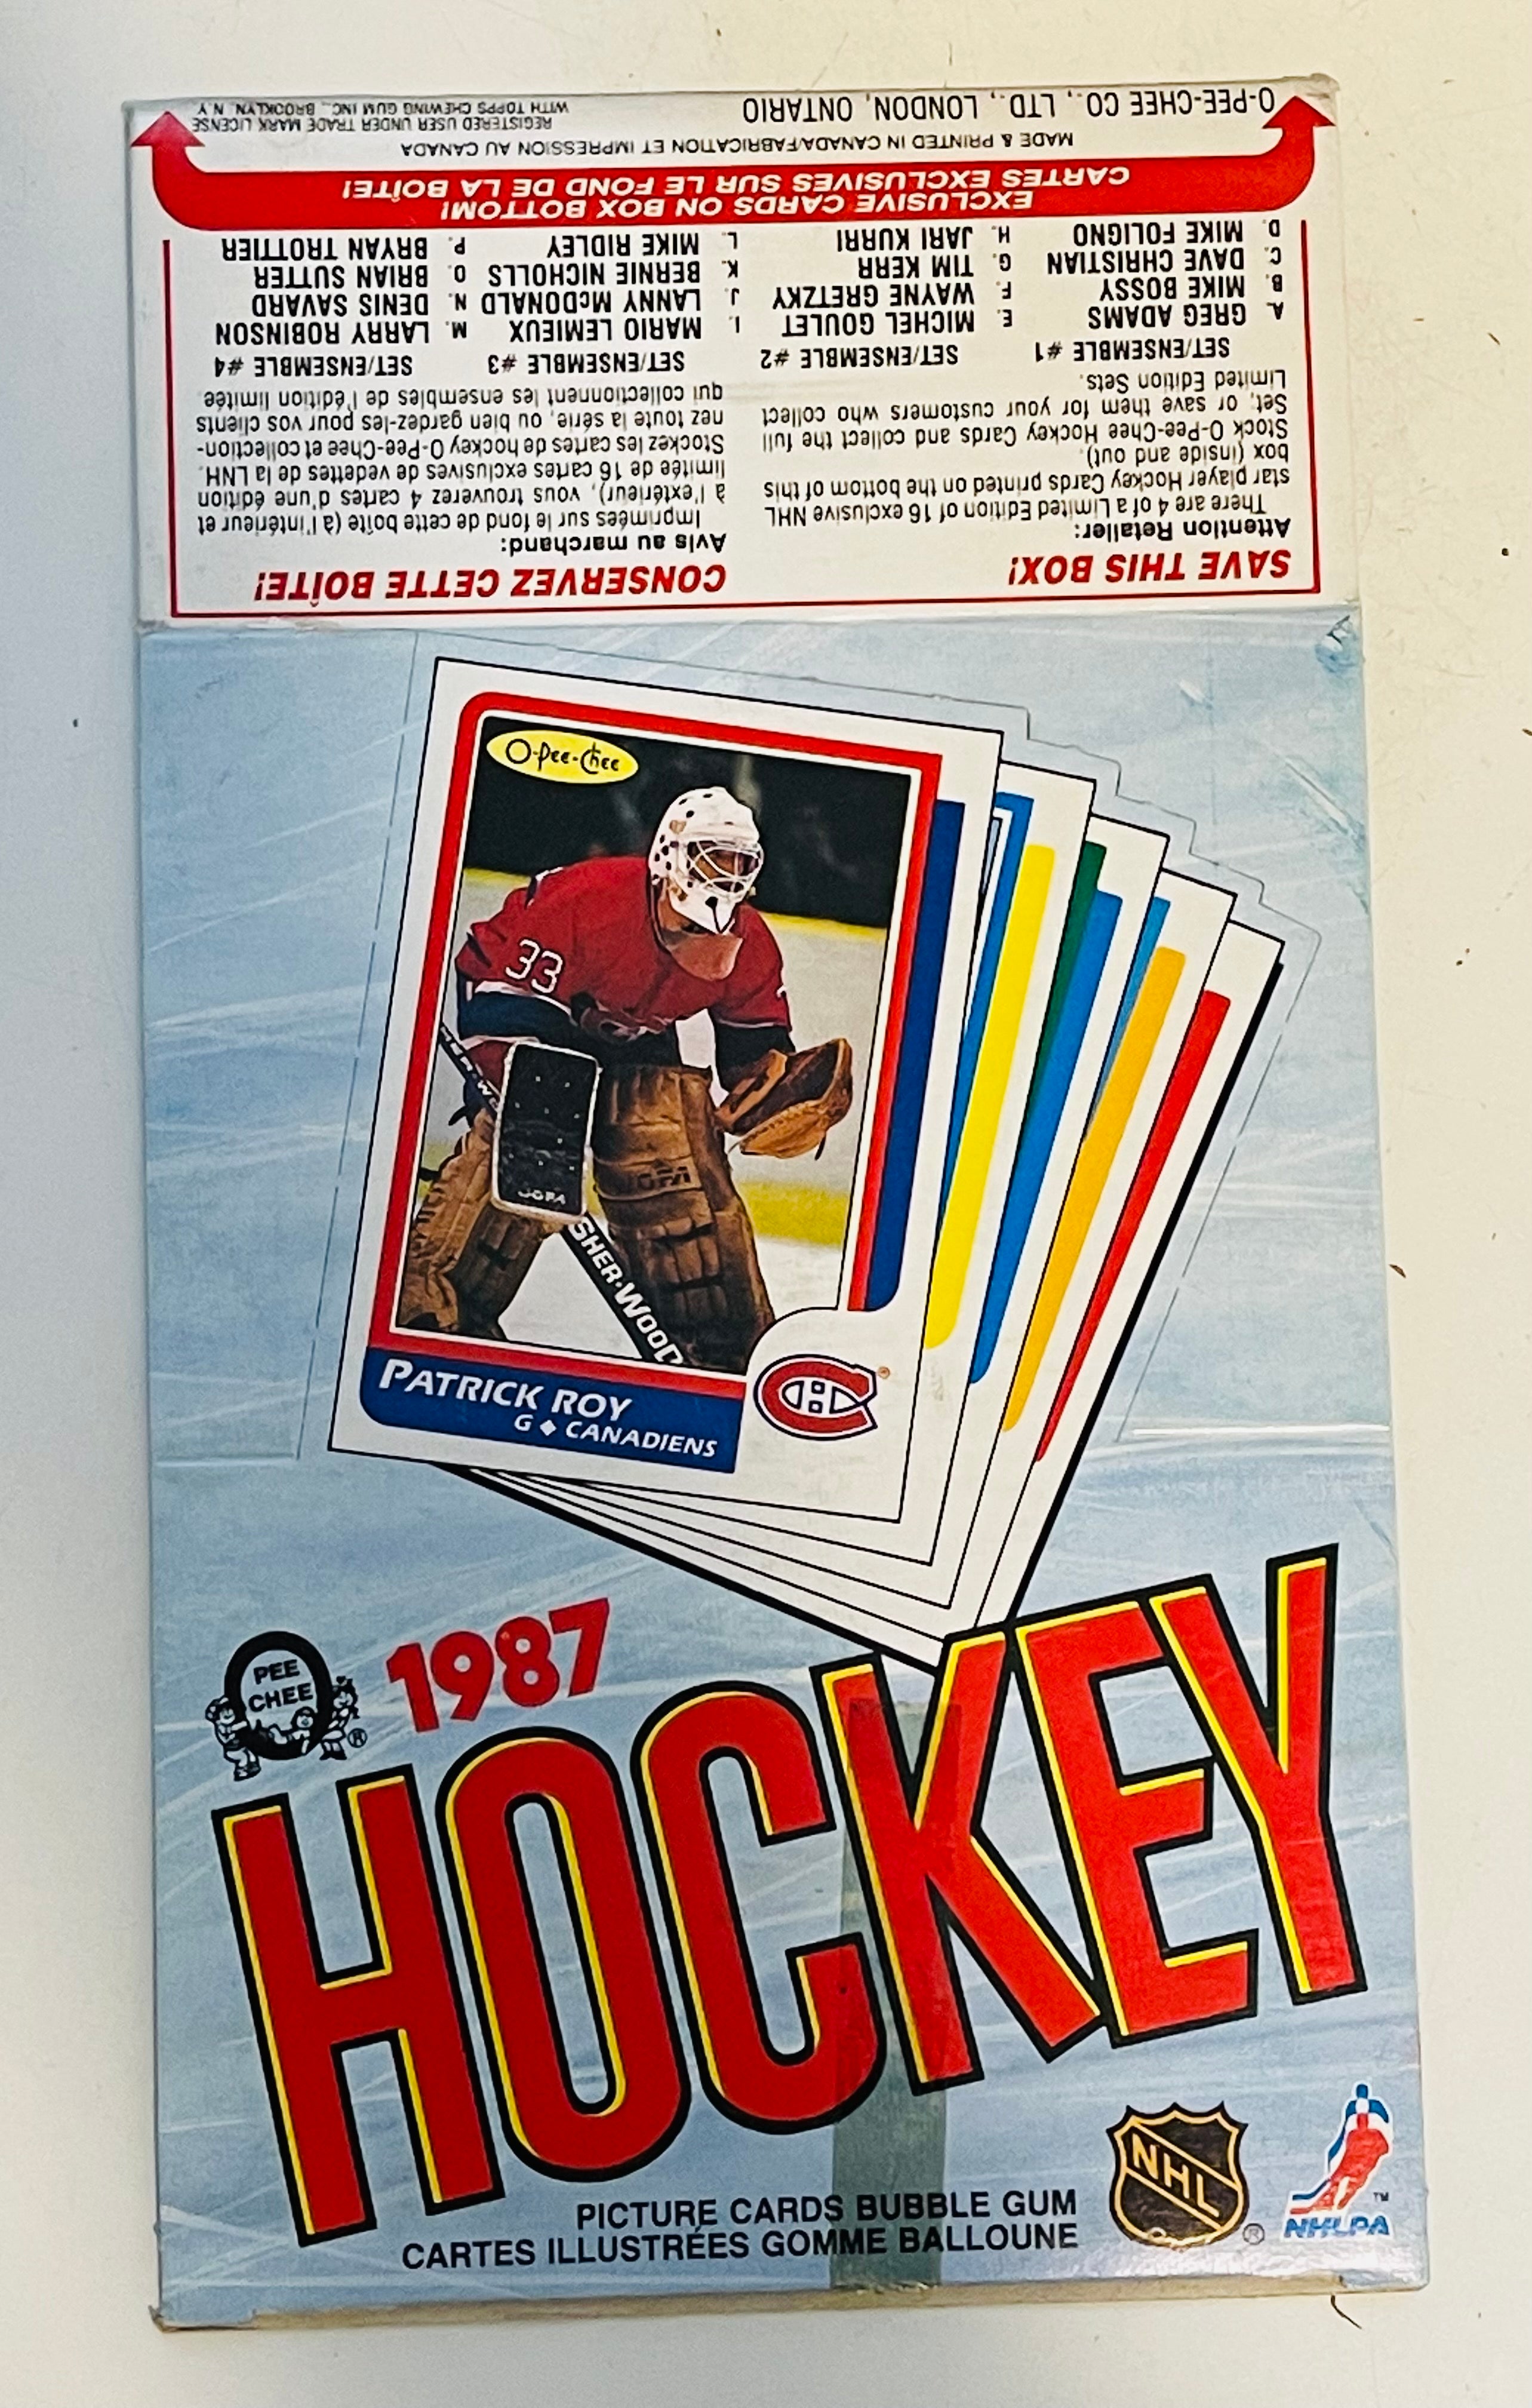 SAVE THIS BOX!
Attention Retailer:
There are 4 of a Limited Edition of 16 exclusive NHL
star player Hockey Cards printed on the bottom of this
box (inside and out).
Stock O-Pee-Chee Hockey Cards and collect the full
Set, or save them for your customers who collect
Limited Edition Sets.
CONSERVEZ CETTE BOÎTE!
Avis au marchand:
Imprimées sur le fond de cette boîte (à l'intérieur et
à l'extérieur), vous trouverez 4 cartes d'une édition
limitée de 16 cartes exclusives de vedettes de la LNH.
Stockez les cartes de hockey O-Pee-Chee et collection-
nez toute la série, ou bien gardez-les pour vos clients
qui collectionnent les ensembles de l'édition limitée.
SET/ENSEMBLE #1
A. GREG ADAMS
B. MIKE BOSSY
C. DAVE CHRISTIAN
D. MIKE FOLIGNO
SET/ENSEMBLE #2
E. MICHEL GOULET
F. WAYNE GRETZKY
G. TIM KERR
H. JARI KURRI
SET/ENSEMBLE #3
I. MARIO LEMIEUX
J. LANNY McDONALD
K. BERNIE NICHOLLS
L. MIKE RIDLEY
SET/ENSEMBLE #4
M. LARRY ROBINSON
N. DENIS SAVARD
O. BRIAN SUTTER
P. BRYAN TROTTIER
EXCLUSIVE CARDS ON BOX BOTTOM!
CARTES EXCLUSIVES SUR LE FOND DE LA BOÎTE!
MADE & PRINTED IN CANADA/FABRICATION ET IMPRESSION AU CANADA
O-PEE-CHEE CO., LTD., LONDON, ONTARIO
REGISTERED USER UNDER TRADE MARK LICENSE
WITH TOPPS CHEWING GUM INC., BROOKLYN, N.Y.
O-Pee-Chee
33
JOFA
JOFA
SHER-WOOD
PATRICK ROY
G ◆ CANADIENS
CH
O
PEE
CHEE
®
1987
HOCKEY
PICTURE CARDS BUBBLE GUM
CARTES ILLUSTRÉES GOMME BALLOUNE
NHL
®
NHLPA
TM